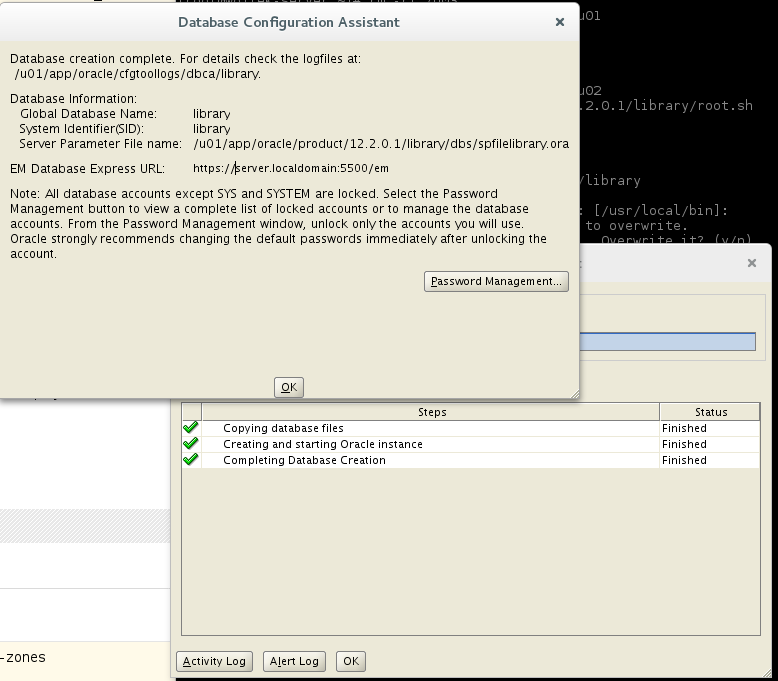 Database Configuration Assistant
Database creation complete. For details check the logfiles at:
/u01/app/oracle/cfgtoollogs/dbca/library.
Database Information:
Global Database Name: library
System Identifier(SID): library
Server Parameter File name: /u01/app/oracle/product/12.2.0.1/library/dbs/spfilelibrary.ora
EM Database Express URL: https://server.localdomain:5500/em
Note: All database accounts except SYS and SYSTEM are locked. Select the Password
Management button to view a complete list of locked accounts or to manage the database
accounts. From the Password Management window, unlock only the accounts you will use.
Oracle strongly recommends changing the default passwords immediately after unlocking the
account.
Password Management...
OK
u01
u02
.2.0.1/library/root.sh
/library
: [/usr/local/bin]:
to overwrite.
Overwrite it? (y/n)
Steps Status
Copying database files Finished
Creating and starting Oracle instance Finished
Completing Database Creation Finished
Activity Log Alert Log OK
-zones